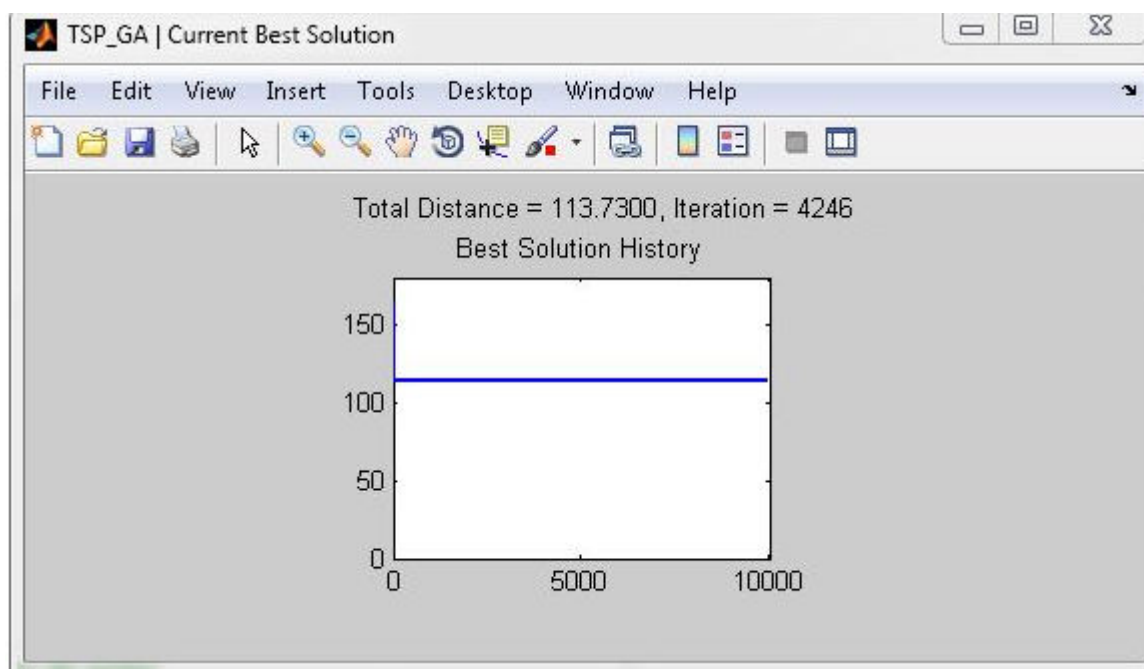 TSP_GA | Current Best Solution
File Edit View Insert Tools Desktop Window Help
Total Distance = 113.7300, Iteration = 4246
Best Solution History
150
100
50
0
0 5000 10000